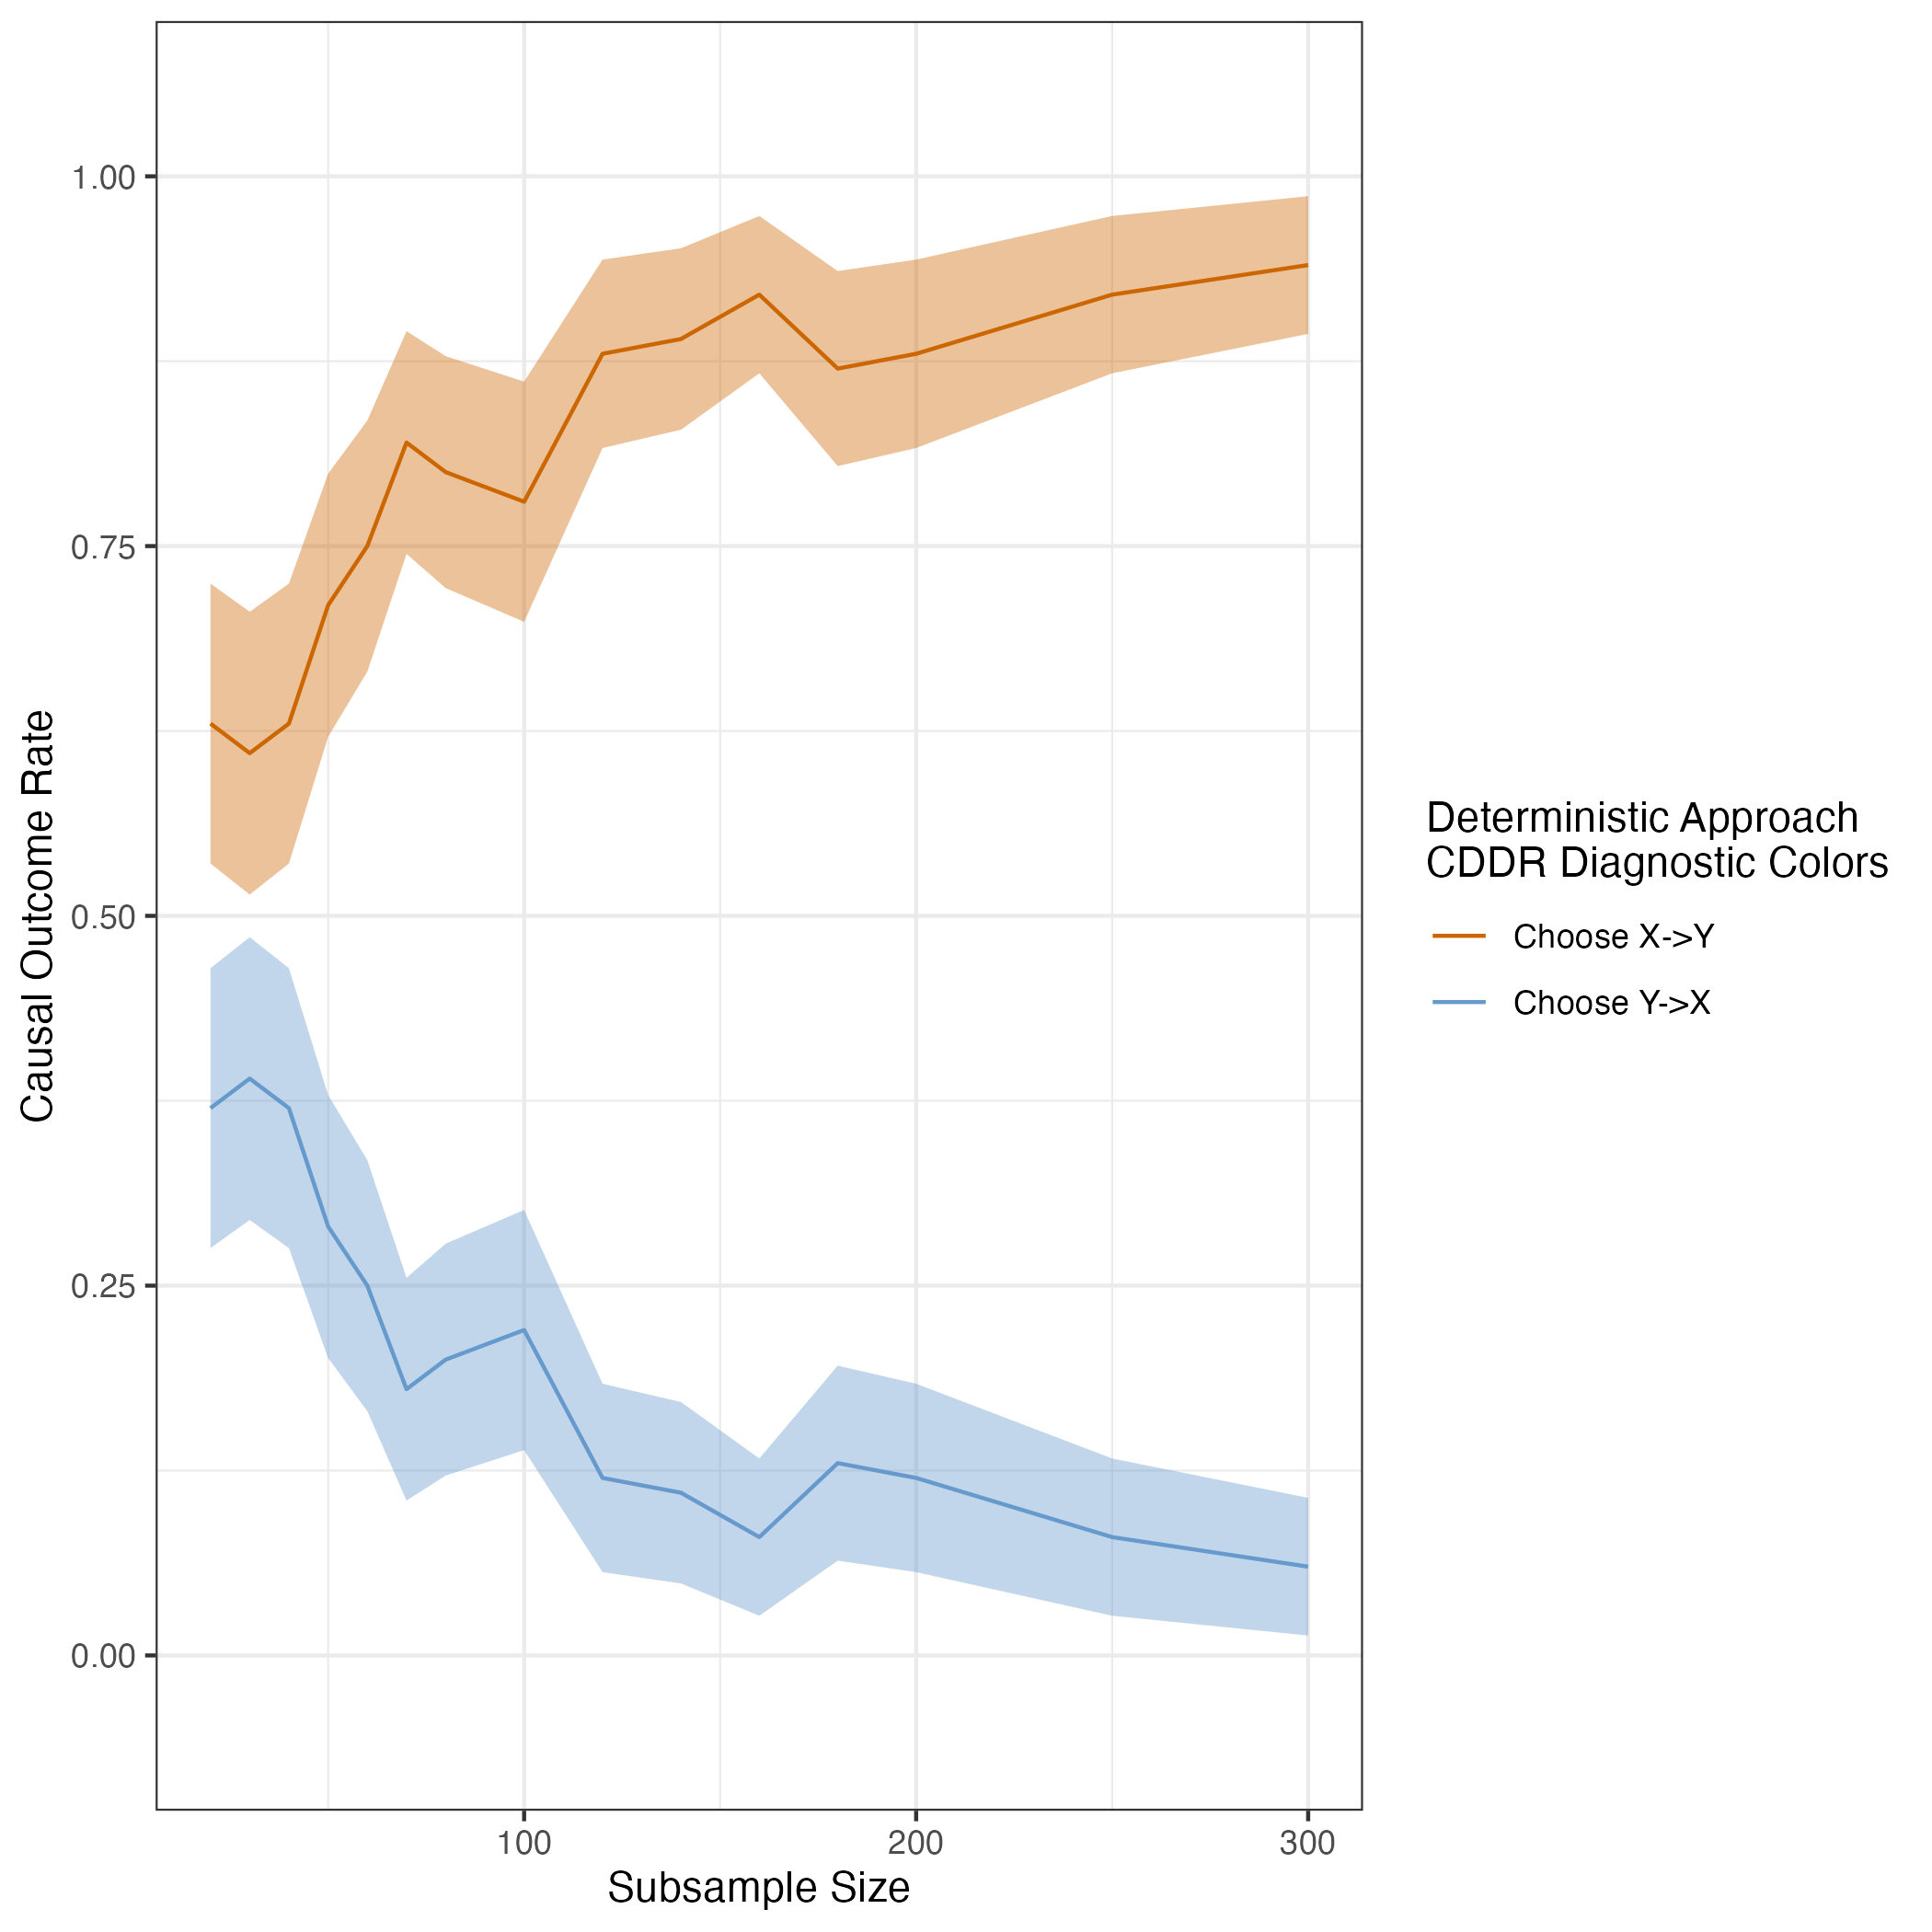 1.00
0.75
0.50
0.25
0.00
Causal Outcome Rate
100 200 300
Subsample Size
Deterministic Approach
CDDR Diagnostic Colors
Choose X->Y
Choose Y->X